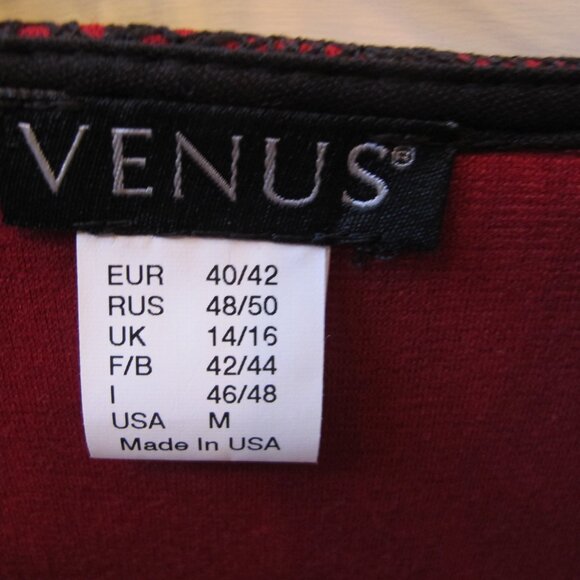 VENUS®
EUR 40/42
RUS 48/50
UK 14/16
F/B 42/44
I 46/48
USA M
Made In USA